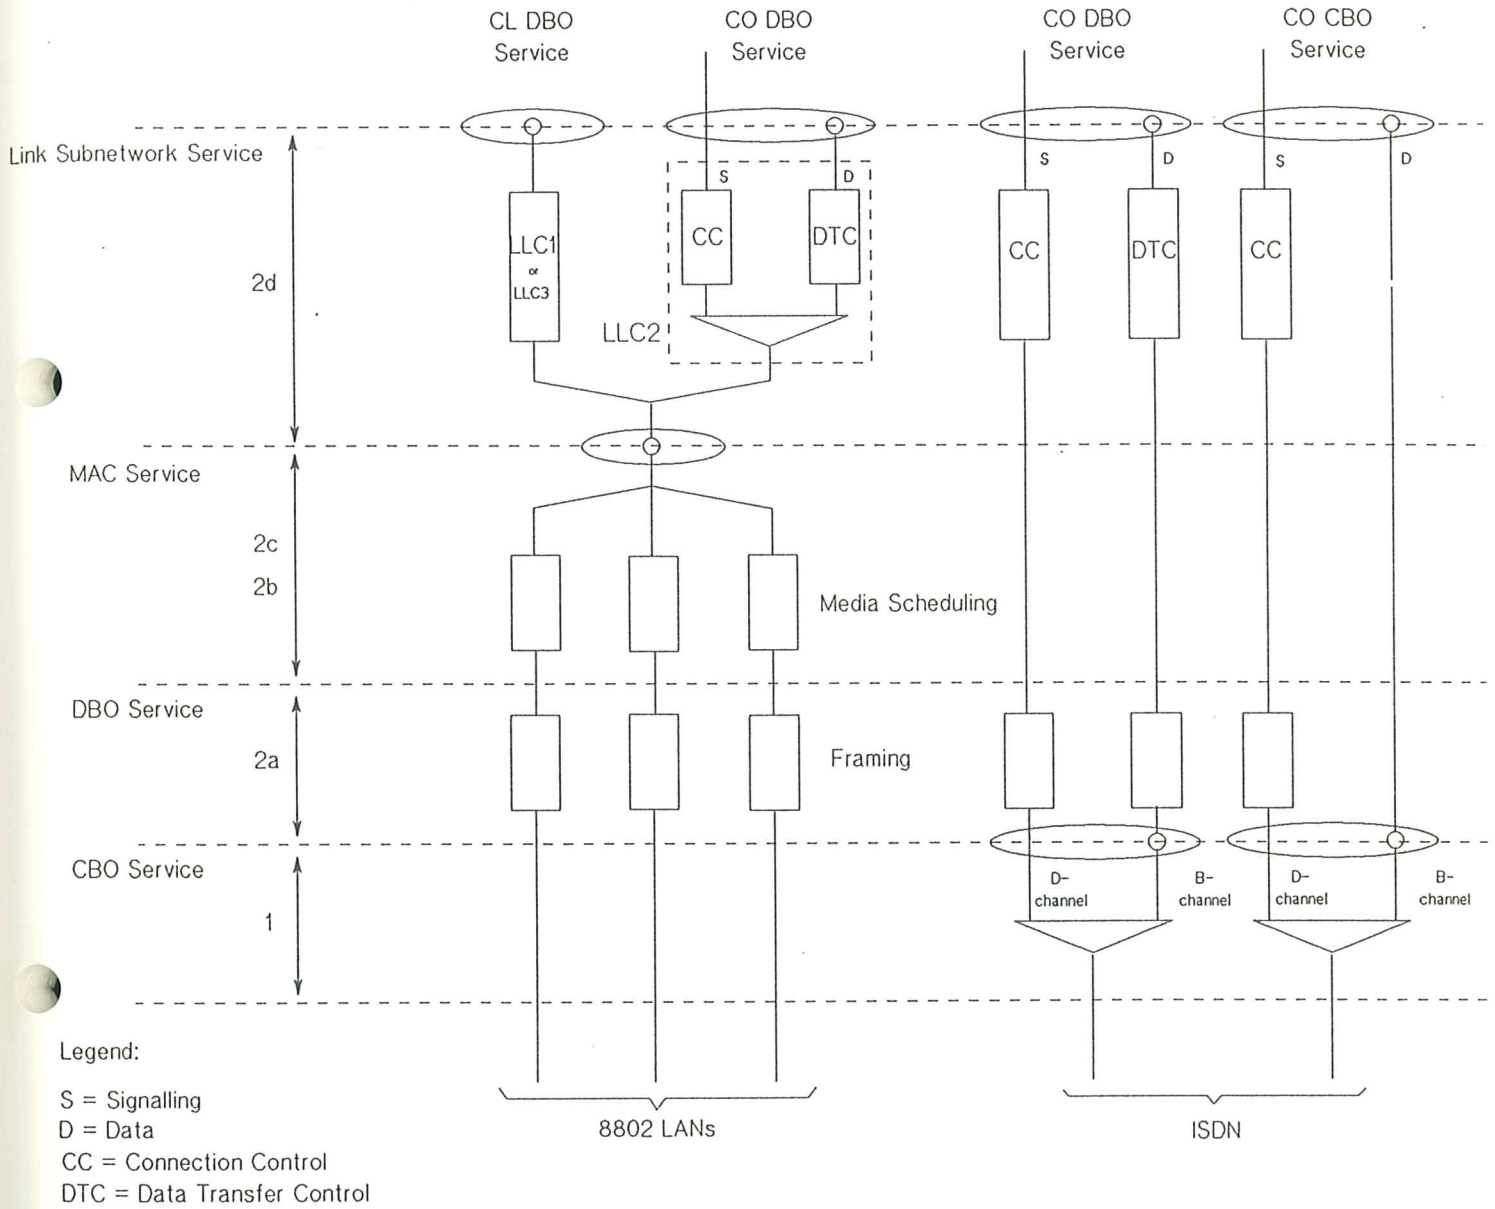 CL DBO
Service
CO DBO
Service
CO DBO
Service
CO CBO
Service
Link Subnetwork Service
S
D
S
D
S
D
LLC1
or
LLC3
CC
DTC
CC
DTC
CC
2d
LLC2
MAC Service
2c
2b
Media Scheduling
DBO Service
2a
Framing
CBO Service
D-
channel
B-
channel
D-
channel
B-
channel
1
Legend:
S = Signalling
D = Data
CC = Connection Control
DTC = Data Transfer Control
8802 LANs
ISDN